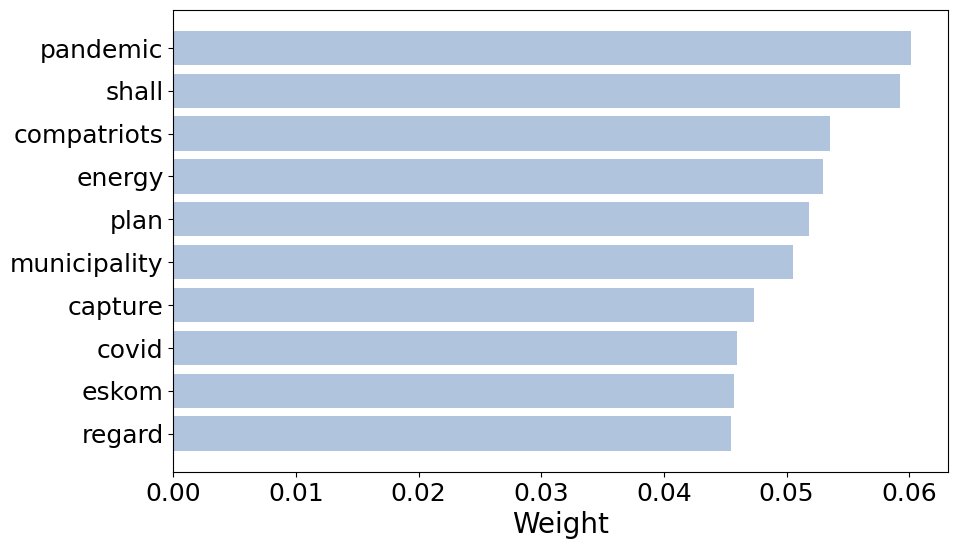 pandemic
shall
compatriots
energy
plan
municipality
capture
covid
eskom
regard
0.00 0.01 0.02 0.03 0.04 0.05 0.06
Weight